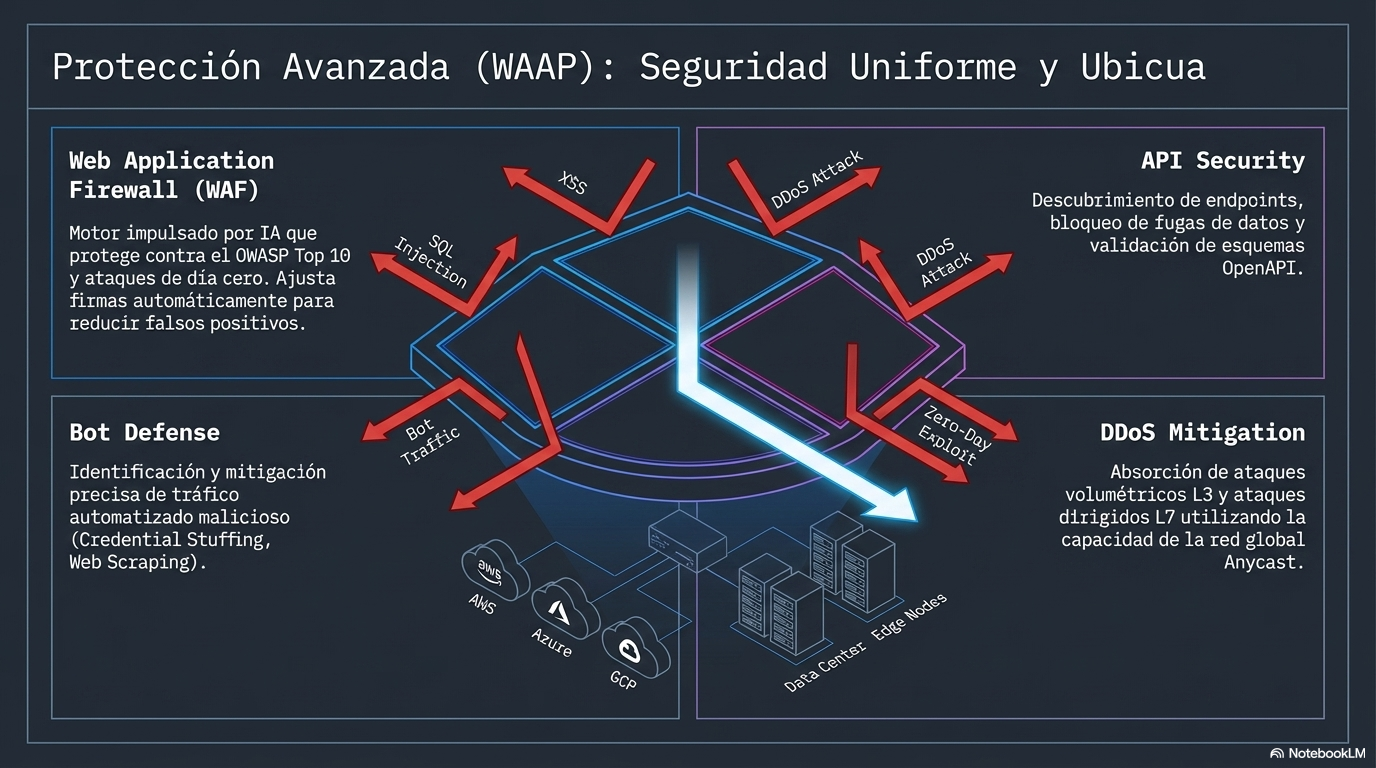 Protección Avanzada (WAAP): Seguridad Uniforme y Ubicua
Web Application
Firewall (WAF)
Motor impulsado por IA que
protege contra el OWASP Top 10
y ataques de día cero. Ajusta
firmas automáticamente para
reducir falsos positivos.
API Security
Descubrimiento de endpoints,
bloqueo de fugas de datos y
validación de esquemas
OpenAPI.
XSS
SQL
Injection
DDoS Attack
DDoS
Attack
Bot
Traffic
Zero-Day
Exploit
Bot Defense
Identificación y mitigación
precisa de tráfico
automatizado malicioso
(Credential Stuffing,
Web Scraping).
DDoS Mitigation
Absorción de ataques
volumétricos L3 y ataques
dirigidos L7 utilizando la
capacidad de la red global
Anycast.
aws
AWS
Azure
GCP
Data Center Edge Nodes
NotebookLM